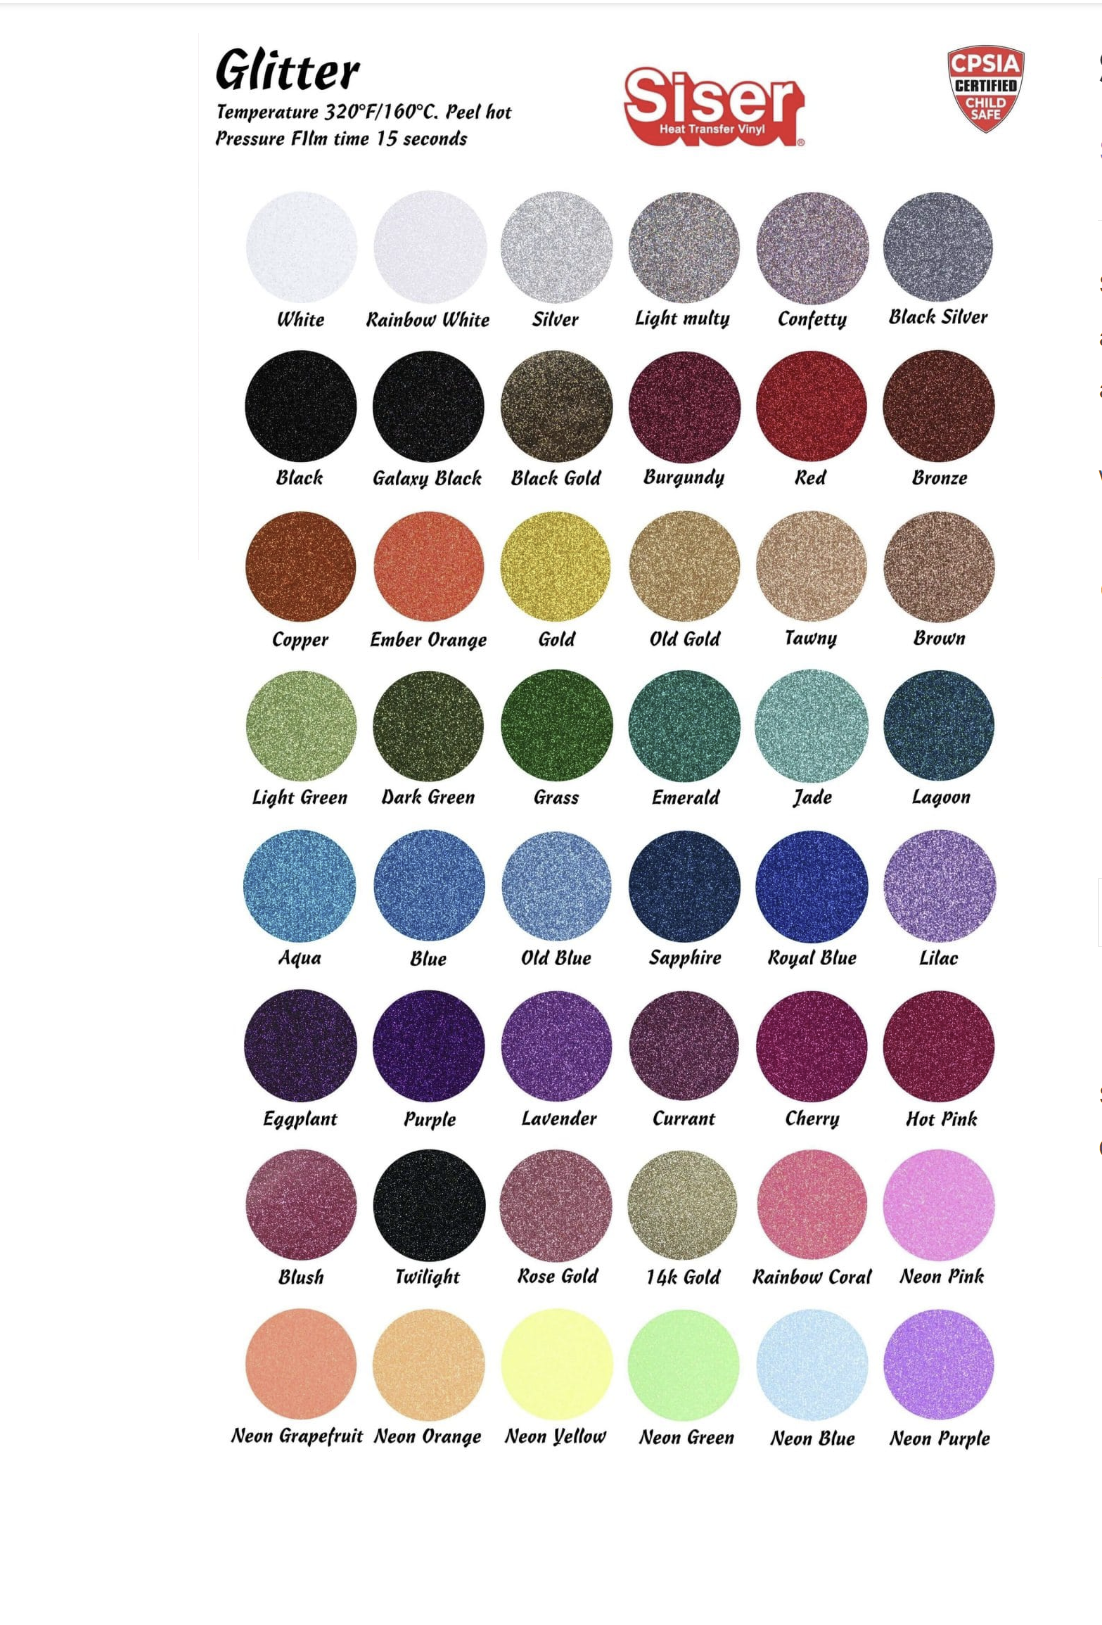 Glitter
Temperature 320°F/160°C. Peel hot
Pressure FIlm time 15 seconds
Siser
Heat Transfer Vinyl
®
CPSIA
CERTIFIED
CHILD
SAFE
White Rainbow White Silver Light multy Confetty Black Silver
Black Galaxy Black Black Gold Burgundy Red Bronze
Copper Ember Orange Gold Old Gold Tawny Brown
Light Green Dark Green Grass Emerald Jade Lagoon
Aqua Blue Old Blue Sapphire Royal Blue Lilac
Eggplant Purple Lavender Currant Cherry Hot Pink
Blush Twilight Rose Gold 14k Gold Rainbow Coral Neon Pink
Neon Grapefruit Neon Orange Neon Yellow Neon Green Neon Blue Neon Purple